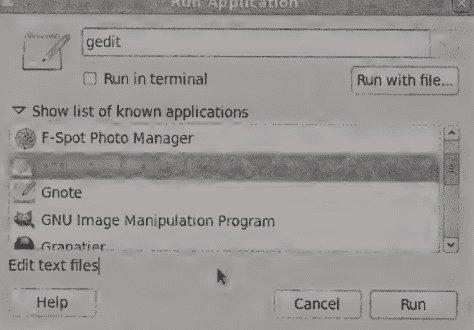 Run Application
gedit
Run in terminal
Run with file...
Show list of known applications
F-Spot Photo Manager
Gnote
GNU Image Manipulation Program
Granatier
Edit text files
Help
Cancel
Run